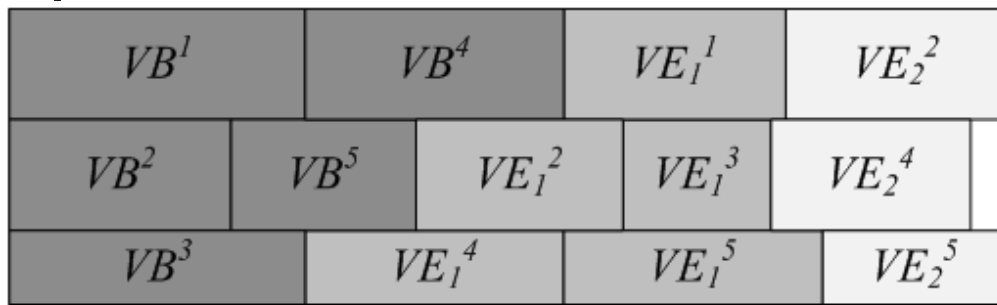 VB¹ VB⁴ VE₁¹ VE₂²
VB² VB⁵ VE₁² VE₁³ VE₂⁴
VB³ VE₁⁴ VE₁⁵ VE₂⁵